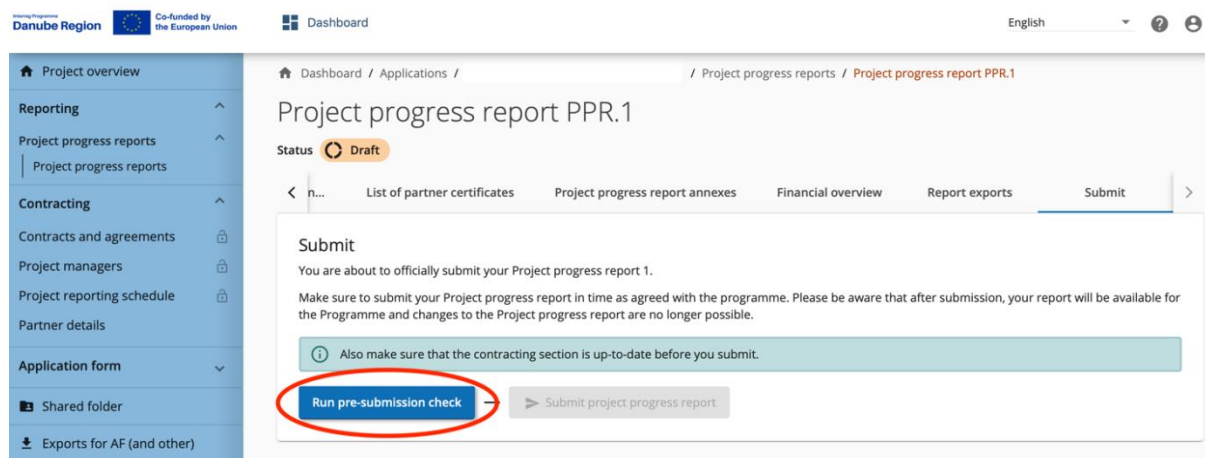 Interreg Programme
Danube Region
Co-funded by
the European Union
Dashboard
English
Project overview
Reporting
Project progress reports
Project progress reports
Contracting
Contracts and agreements
Project managers
Project reporting schedule
Partner details
Application form
Shared folder
Exports for AF (and other)
Dashboard / Applications / / Project progress reports / Project progress report PPR.1
Project progress report PPR.1
Status Draft
n... List of partner certificates Project progress report annexes Financial overview Report exports Submit
Submit
You are about to officially submit your Project progress report 1.
Make sure to submit your Project progress report in time as agreed with the programme. Please be aware that after submission, your report will be available for
the Programme and changes to the Project progress report are no longer possible.
Also make sure that the contracting section is up-to-date before you submit.
Run pre-submission check Submit project progress report